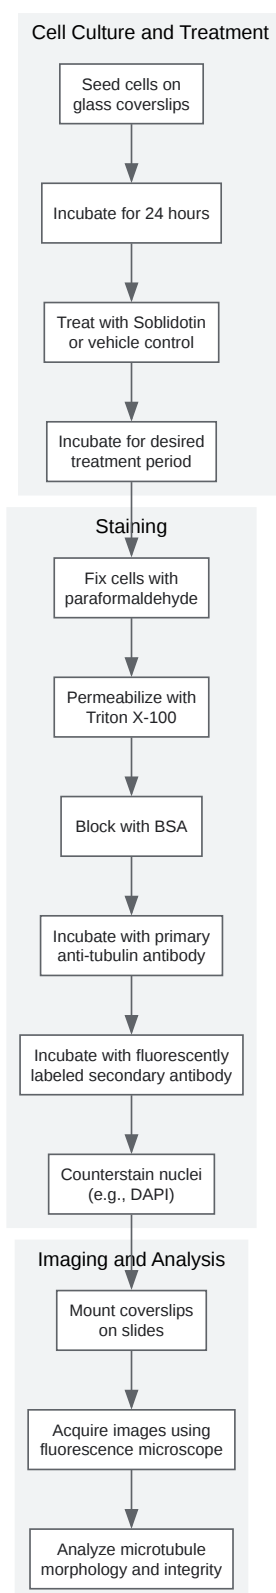 Cell Culture and Treatment
Seed cells on
glass coverslips
Incubate for 24 hours
Treat with Soblidotin
or vehicle control
Incubate for desired
treatment period
Staining
Fix cells with
paraformaldehyde
Permeabilize with
Triton X-100
Block with BSA
Incubate with primary
anti-tubulin antibody
Incubate with fluorescently
labeled secondary antibody
Counterstain nuclei
(e.g., DAPI)
Imaging and Analysis
Mount coverslips
on slides
Acquire images using
fluorescence microscope
Analyze microtubule
morphology and integrity